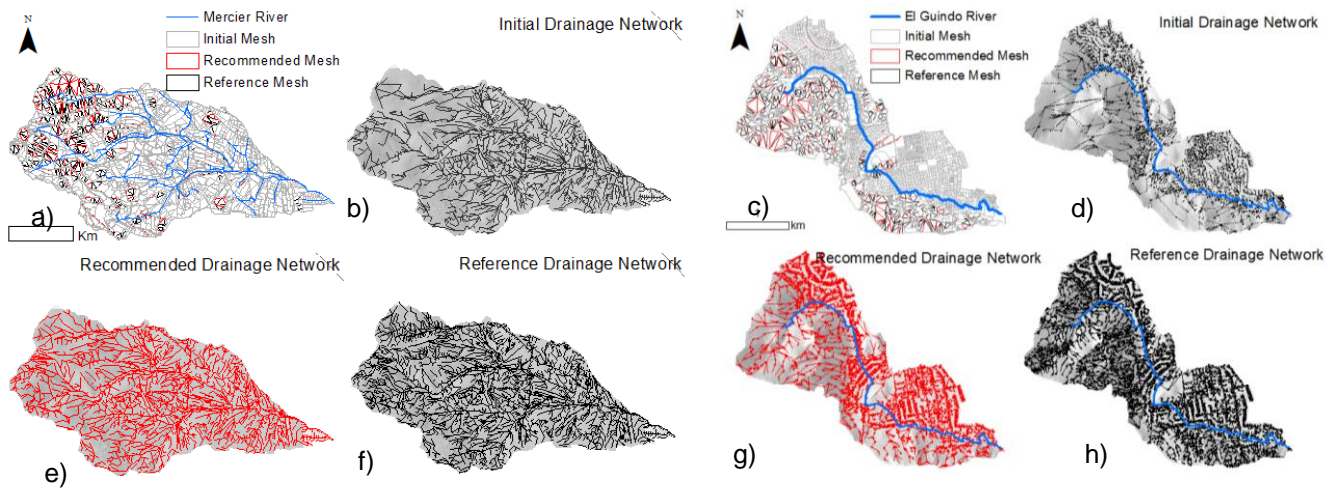 N
Mercier River
Initial Mesh
Recommended Mesh
Reference Mesh
a)
Km
Initial Drainage Network
b)
N
El Guindo River
Initial Mesh
Recommended Mesh
Reference Mesh
c)
km
Initial Drainage Network
d)
Recommended Drainage Network
e)
Reference Drainage Network
f)
Recommended Drainage Network
g)
Reference Drainage Network
h)